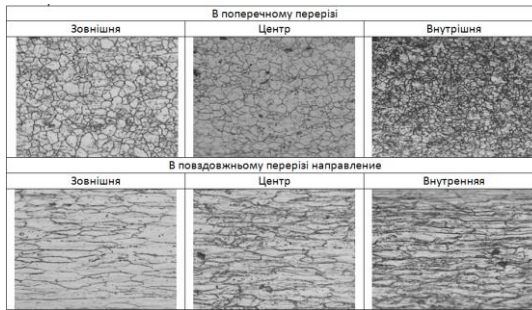 В поперечному перерізі
Зовнішня Центр Внутрішня
В повздовжньому перерізі направление
Зовнішня Центр Внутренняя